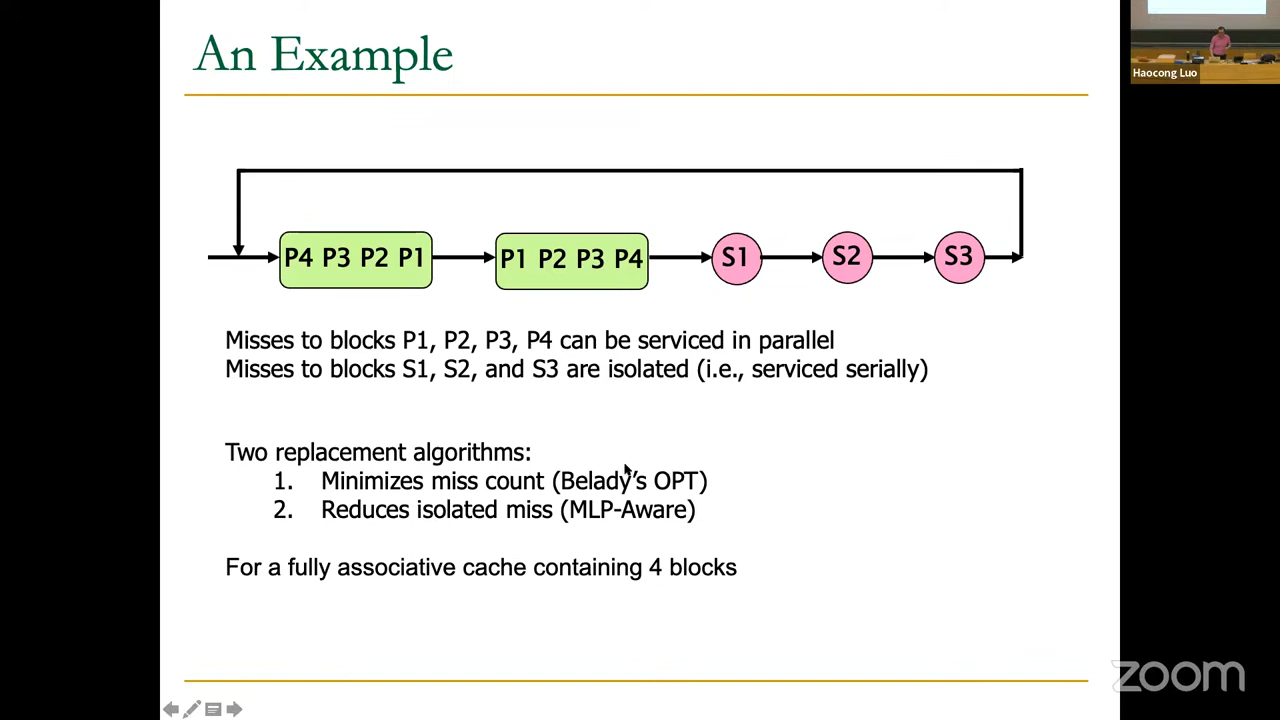 An Example
Haocong Luo
P4 P3 P2 P1
P1 P2 P3 P4
S1
S2
S3
Misses to blocks P1, P2, P3, P4 can be serviced in parallel
Misses to blocks S1, S2, and S3 are isolated (i.e., serviced serially)
Two replacement algorithms:
1. Minimizes miss count (Belady's OPT)
2. Reduces isolated miss (MLP-Aware)
For a fully associative cache containing 4 blocks
zoom